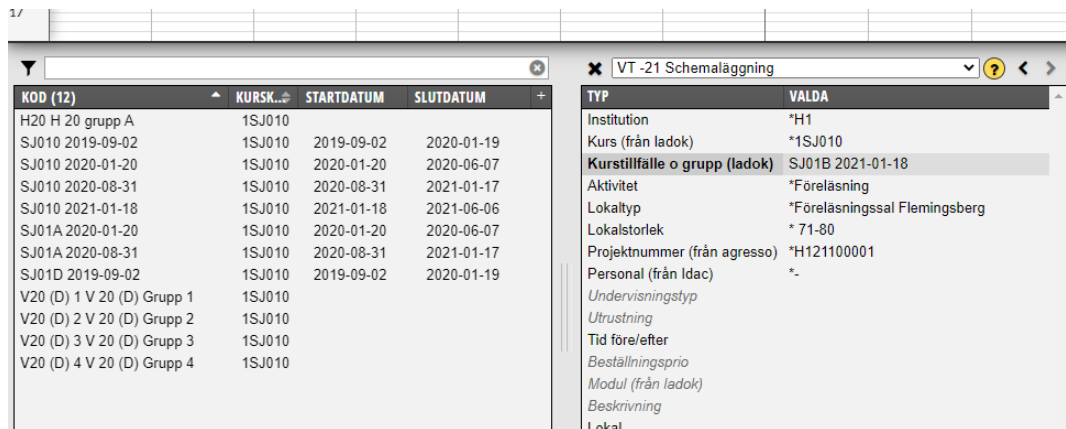 17
VT -21 Schemaläggning
?
KOD (12) KURSK... STARTDATUM SLUTDATUM +
H20 H 20 grupp A 1SJ010
SJ010 2019-09-02 1SJ010 2019-09-02 2020-01-19
SJ010 2020-01-20 1SJ010 2020-01-20 2020-06-07
SJ010 2020-08-31 1SJ010 2020-08-31 2021-01-17
SJ010 2021-01-18 1SJ010 2021-01-18 2021-06-06
SJ01A 2020-01-20 1SJ010 2020-01-20 2020-06-07
SJ01A 2020-08-31 1SJ010 2020-08-31 2021-01-17
SJ01D 2019-09-02 1SJ010 2019-09-02 2020-01-19
V20 (D) 1 V 20 (D) Grupp 1 1SJ010
V20 (D) 2 V 20 (D) Grupp 2 1SJ010
V20 (D) 3 V 20 (D) Grupp 3 1SJ010
V20 (D) 4 V 20 (D) Grupp 4 1SJ010
TYP VALDA
Institution *H1
Kurs (från ladok) *1SJ010
Kurstillfälle o grupp (ladok) SJ01B 2021-01-18
Aktivitet *Föreläsning
Lokaltyp *Föreläsningssal Flemingsberg
Lokalstorlek * 71-80
Projektnummer (från agresso) *H121100001
Personal (från Idac) *-
Undervisningstyp
Utrustning
Tid före/efter
Beställningsprio
Modul (från ladok)
Beskrivning
Lokal